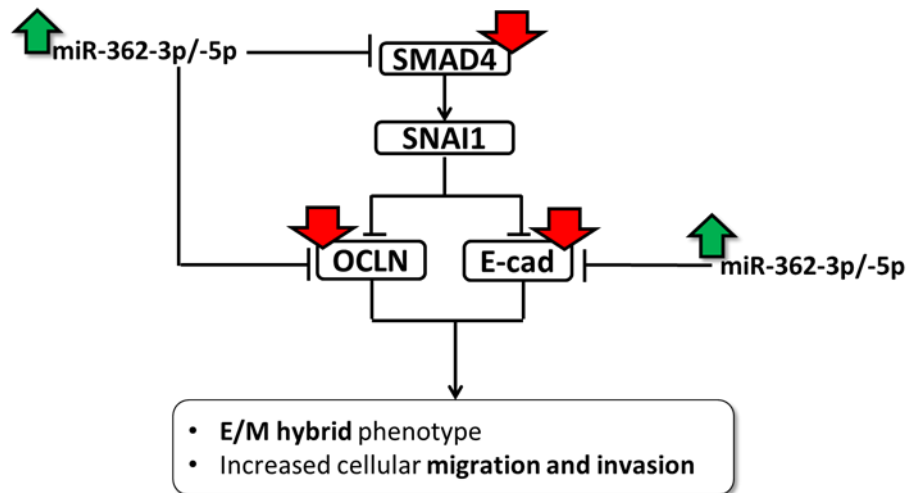 miR-362-3p/-5p
SMAD4
SNAI1
OCLN
E-cad
miR-362-3p/-5p
• E/M hybrid phenotype
• Increased cellular migration and invasion